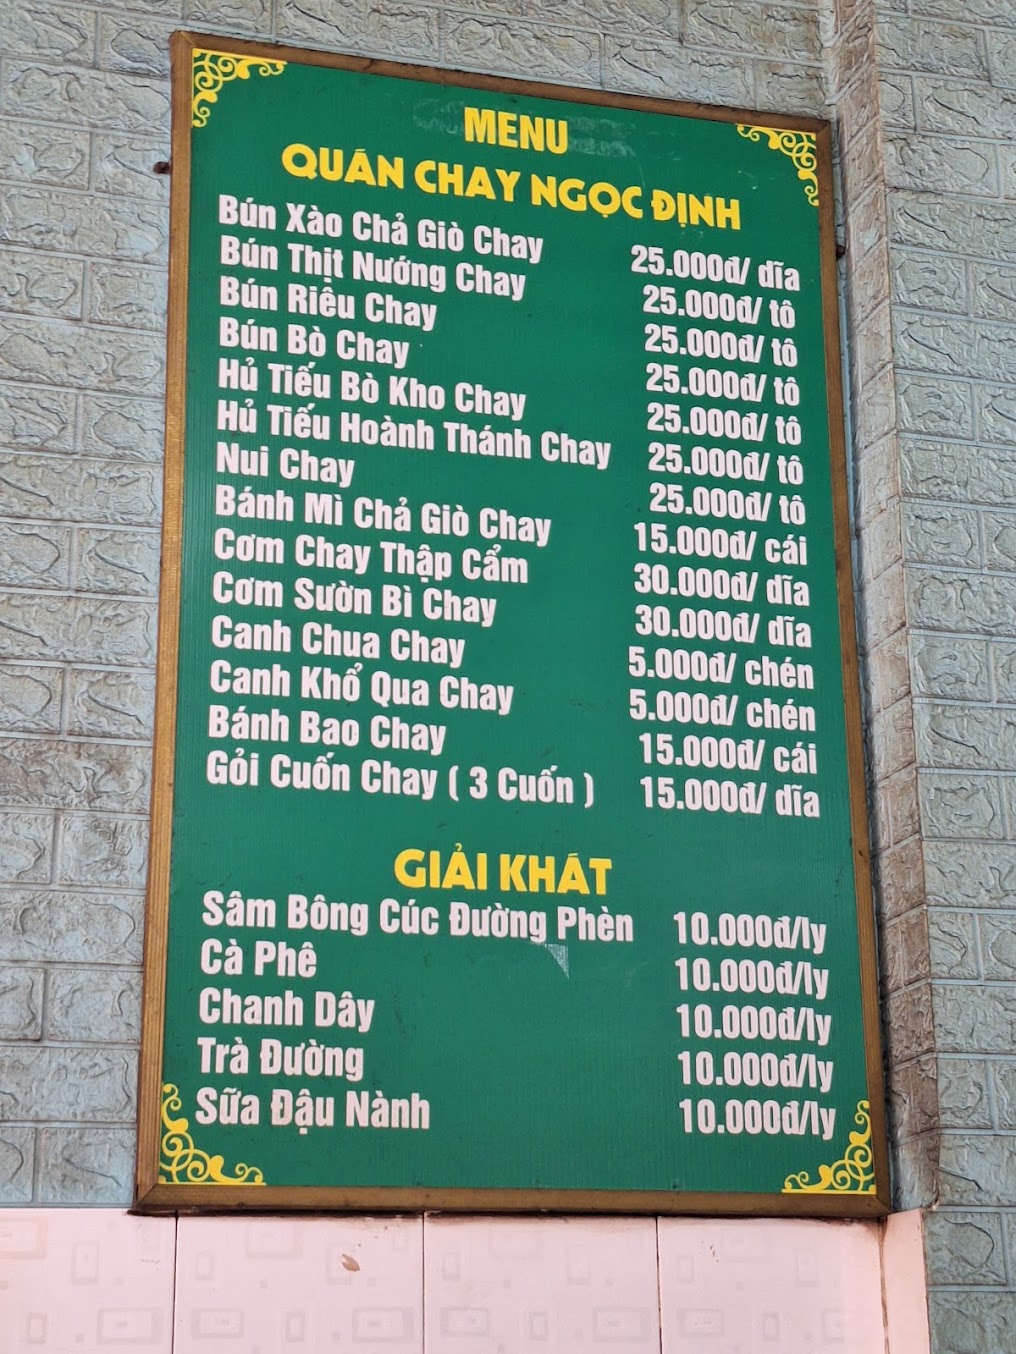 MENU
QUÁN CHAY NGỌC ĐỊNH
Bún Xào Chả Giò Chay 25.000đ/ dĩa
Bún Thịt Nướng Chay 25.000đ/ tô
Bún Riêu Chay 25.000đ/ tô
Bún Bò Chay 25.000đ/ tô
Hủ Tiếu Bò Kho Chay 25.000đ/ tô
Hủ Tiếu Hoành Thánh Chay 25.000đ/ tô
Nui Chay 25.000đ/ tô
Bánh Mì Chả Giò Chay 15.000đ/ cái
Cơm Chay Thập Cẩm 30.000đ/ dĩa
Cơm Sườn Bì Chay 30.000đ/ dĩa
Canh Chua Chay 5.000đ/ chén
Canh Khổ Qua Chay 5.000đ/ chén
Bánh Bao Chay 15.000đ/ cái
Gỏi Cuốn Chay ( 3 Cuốn ) 15.000đ/ dĩa
GIẢI KHÁT
Sâm Bông Cúc Đường Phèn 10.000đ/ly
Cà Phê 10.000đ/ly
Chanh Dây 10.000đ/ly
Trà Đường 10.000đ/ly
Sữa Đậu Nành 10.000đ/ly